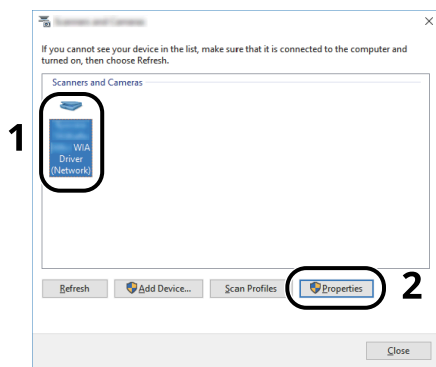 If you cannot see your device in the list, make sure that it is connected to the computer and
turned on, then choose Refresh.
Scanners and Cameras
1
WIA
Driver
(Network)
Refresh
Add Device...
Scan Profiles
Properties
2
Close